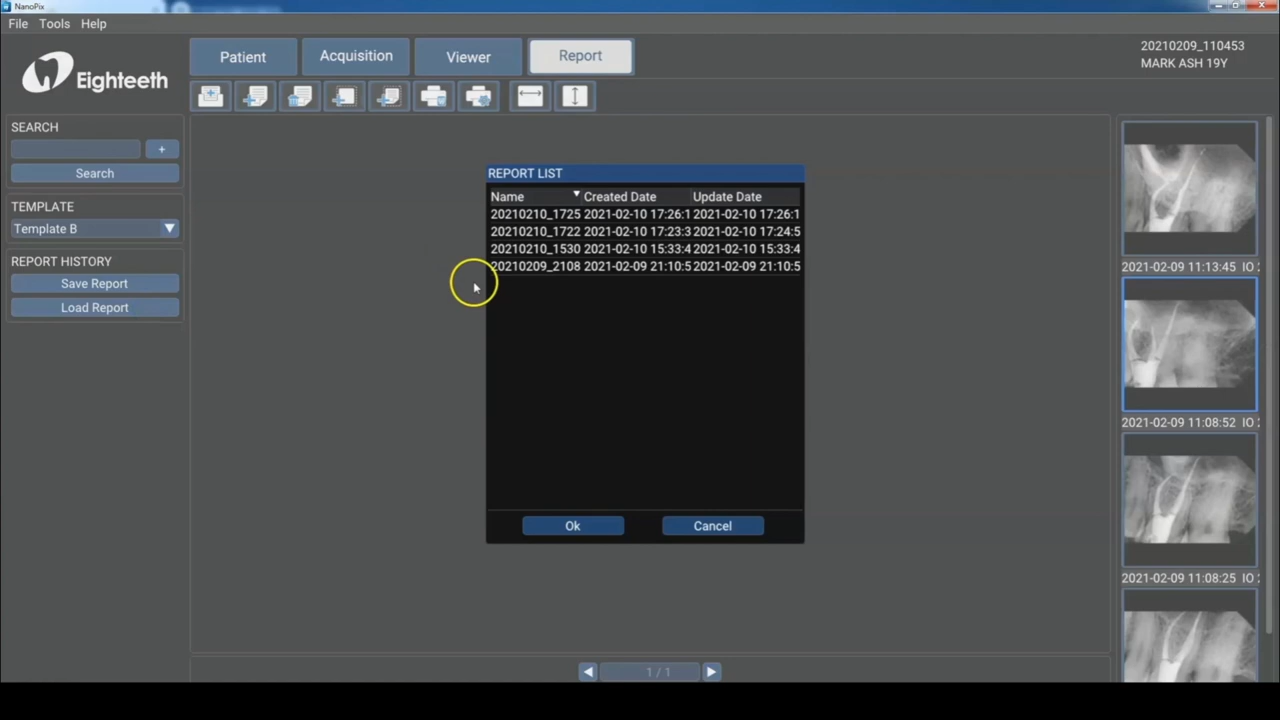 NanoPix
File Tools Help
Eighteeth
Patient Acquisition Viewer Report
20210209_110453
MARK ASH 19Y
SEARCH
+
Search
TEMPLATE
Template B
REPORT HISTORY
Save Report
Load Report
REPORT LIST
Name Created Date Update Date
20210210_1725 2021-02-10 17:26:1 2021-02-10 17:26:1
20210210_1722 2021-02-10 17:23:3 2021-02-10 17:24:5
20210210_1530 2021-02-10 15:33:4 2021-02-10 15:33:4
20210209_2108 2021-02-09 21:10:5 2021-02-09 21:10:5
Ok Cancel
2021-02-09 11:13:45 IO 2
2021-02-09 11:08:52 IO 2
2021-02-09 11:08:25 IO 2
1 / 1